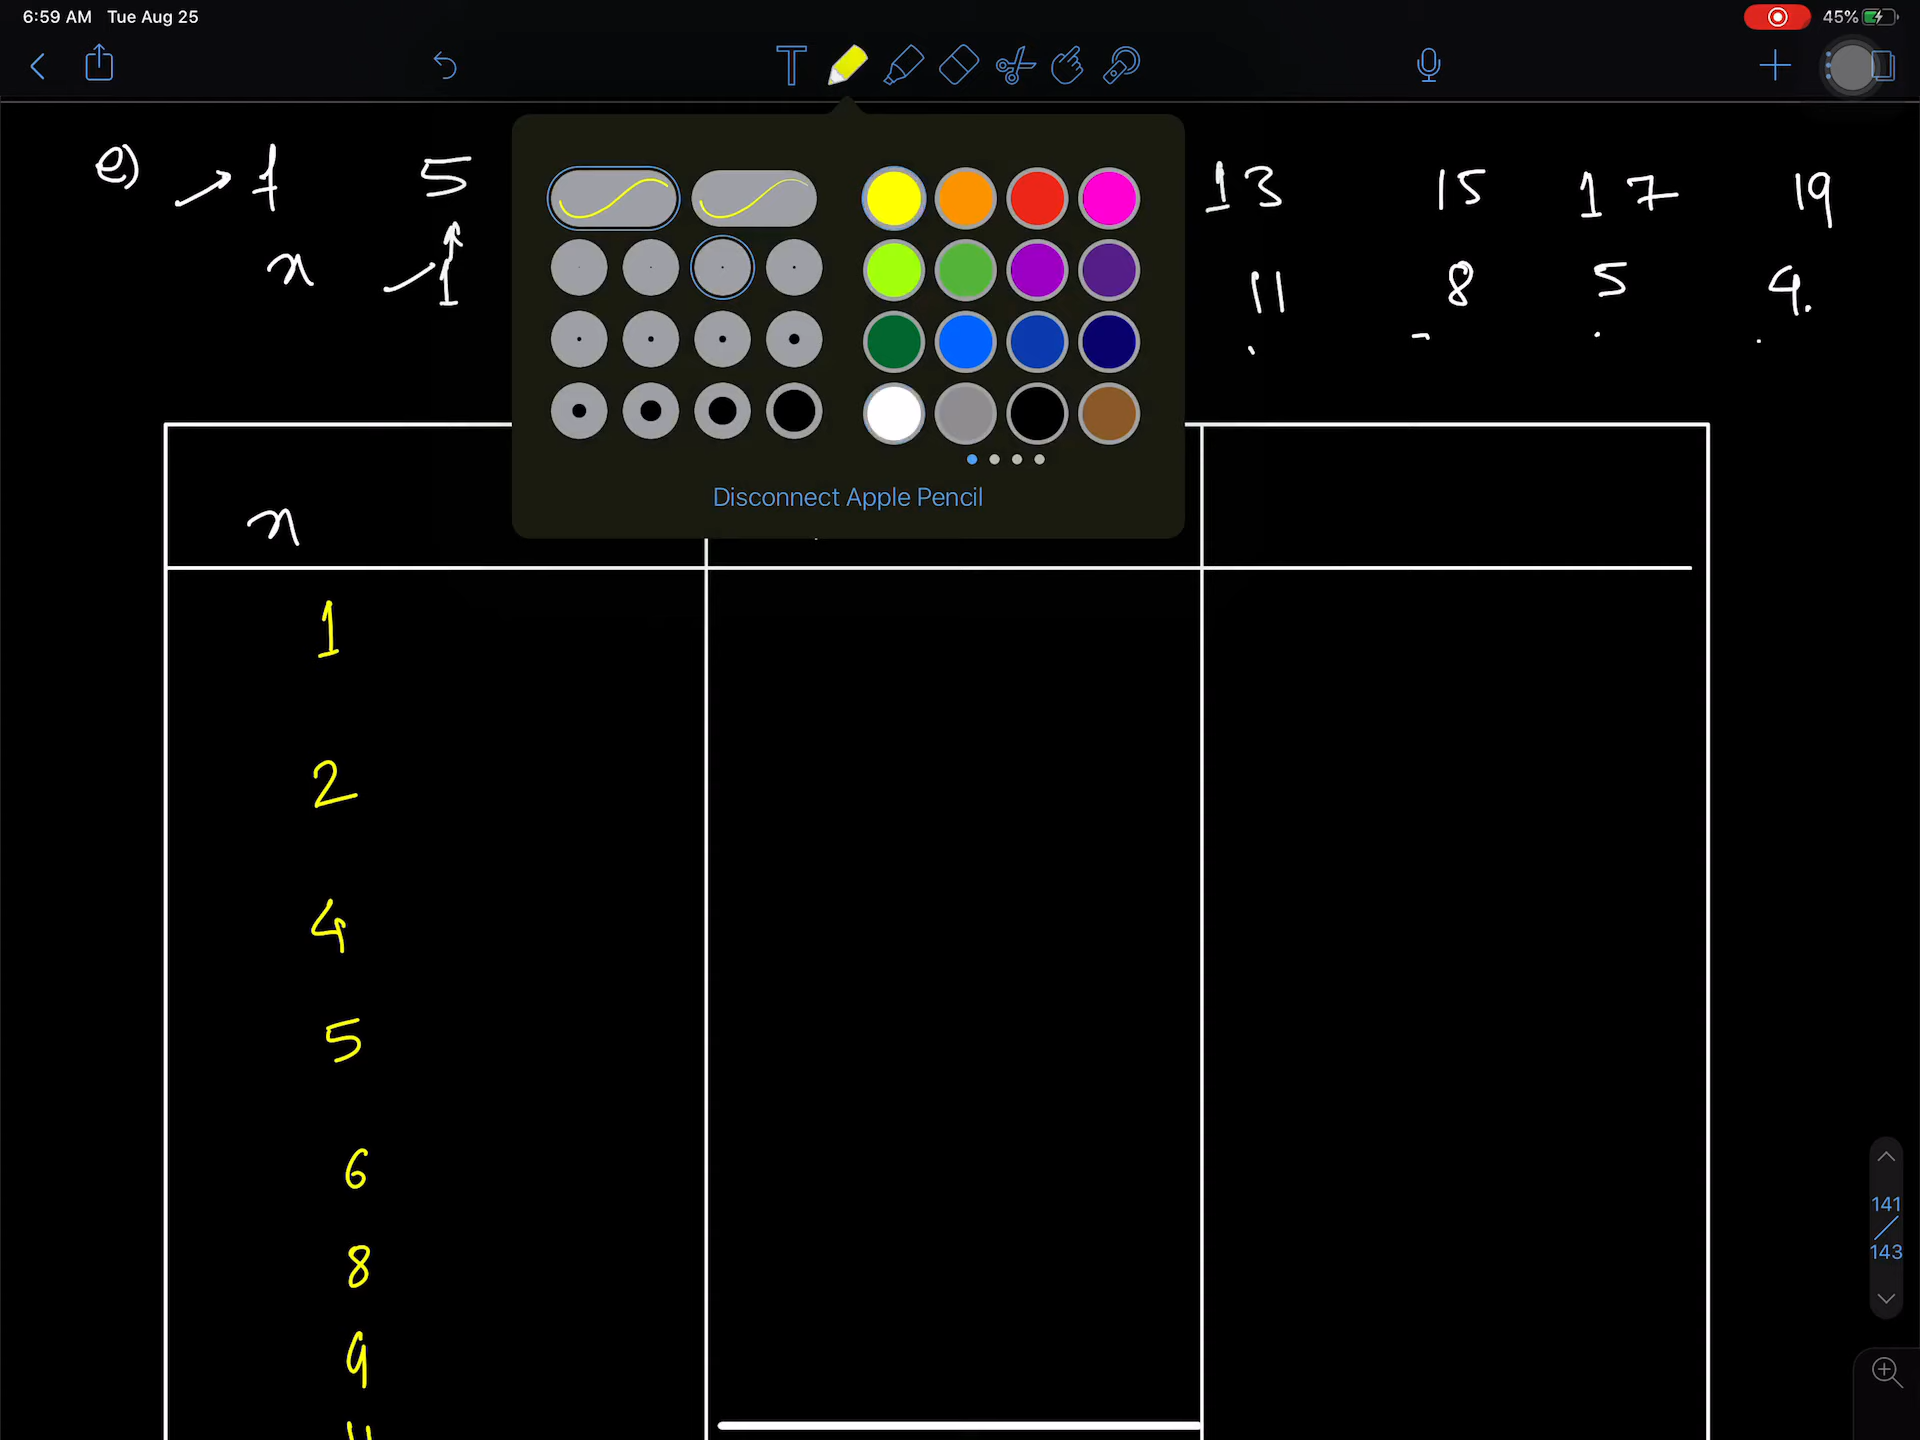 6:59 AM Tue Aug 25 45%
e) → 1 5 13 15 17 19
x 1 11 8 5 4.
Disconnect Apple Pencil
x
1
2
4
5
6
8
9
141
143